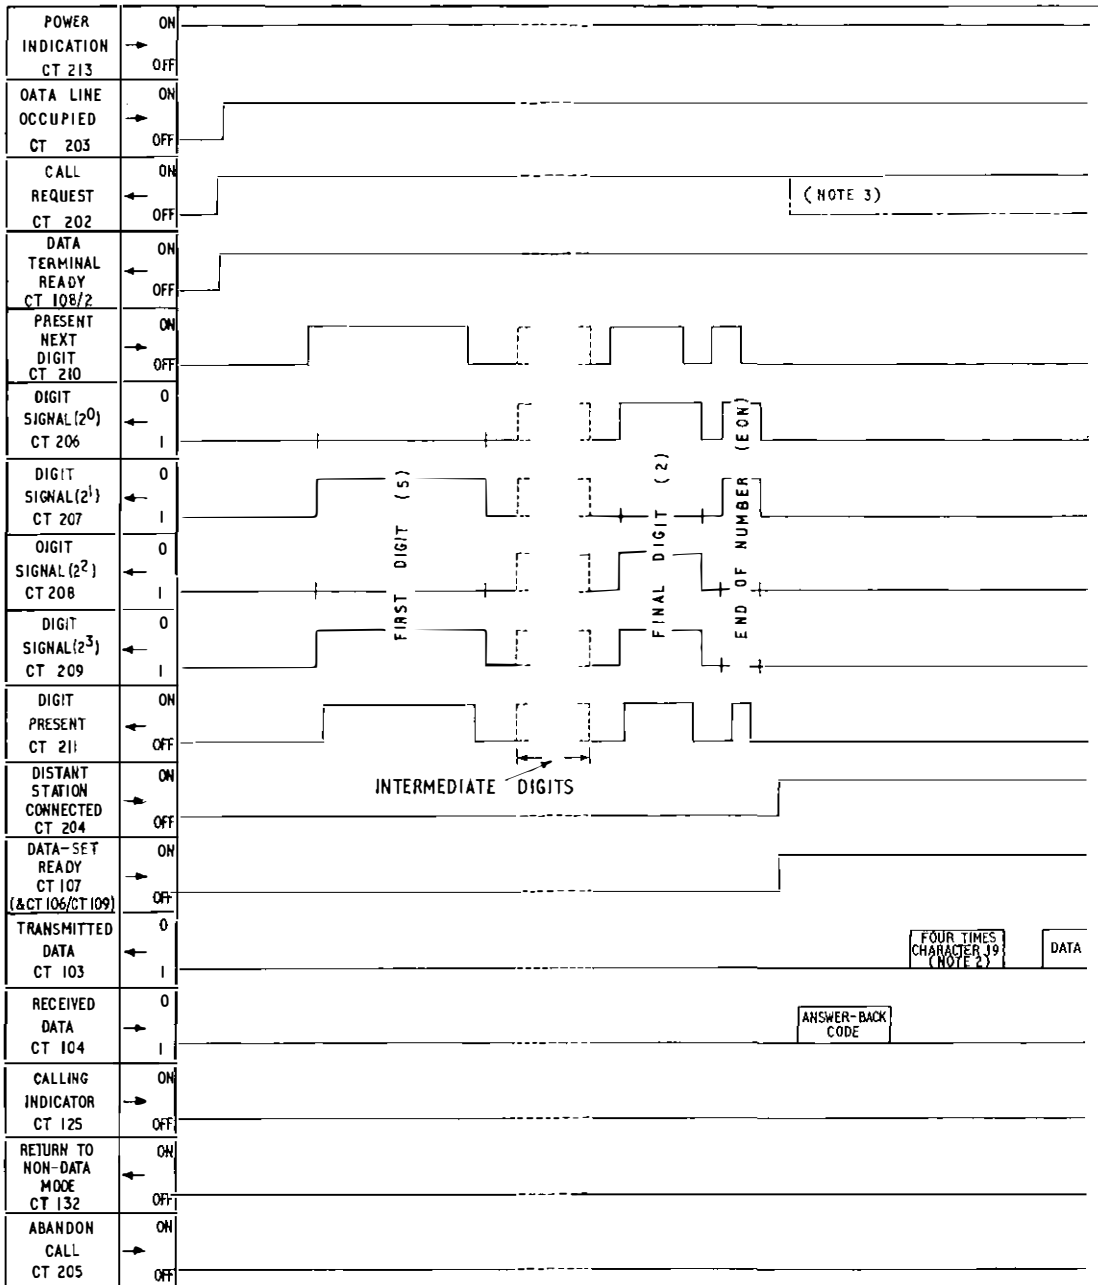 POWER
INDICATION
CT 213
→
ON
OFF
DATA LINE
OCCUPIED
CT 203
→
ON
OFF
CALL
REQUEST
CT 202
←
ON
OFF
(NOTE 3)
DATA
TERMINAL
READY
CT 108/2
←
ON
OFF
PRESENT
NEXT
DIGIT
CT 210
→
ON
OFF
DIGIT
SIGNAL (2⁰)
CT 206
←
0
1
DIGIT
SIGNAL (2¹)
CT 207
←
0
1
DIGIT
SIGNAL (2²)
CT 208
←
0
1
DIGIT
SIGNAL (2³)
CT 209
←
0
1
FIRST DIGIT (5)
FINAL DIGIT (2)
END OF NUMBER (EON)
DIGIT
PRESENT
CT 211
←
ON
OFF
INTERMEDIATE DIGITS
DISTANT
STATION
CONNECTED
CT 204
→
ON
OFF
DATA-SET
READY
CT 107
(&CT 106/CT 109)
→
ON
OFF
TRANSMITTED
DATA
CT 103
←
0
1
FOUR TIMES
CHARACTER 19
(NOTE 2)
DATA
RECEIVED
DATA
CT 104
→
0
1
ANSWER-BACK
CODE
CALLING
INDICATOR
CT 125
→
ON
OFF
RETURN TO
NON-DATA
MODE
CT 132
←
ON
OFF
ABANDON
CALL
CT 205
→
ON
OFF